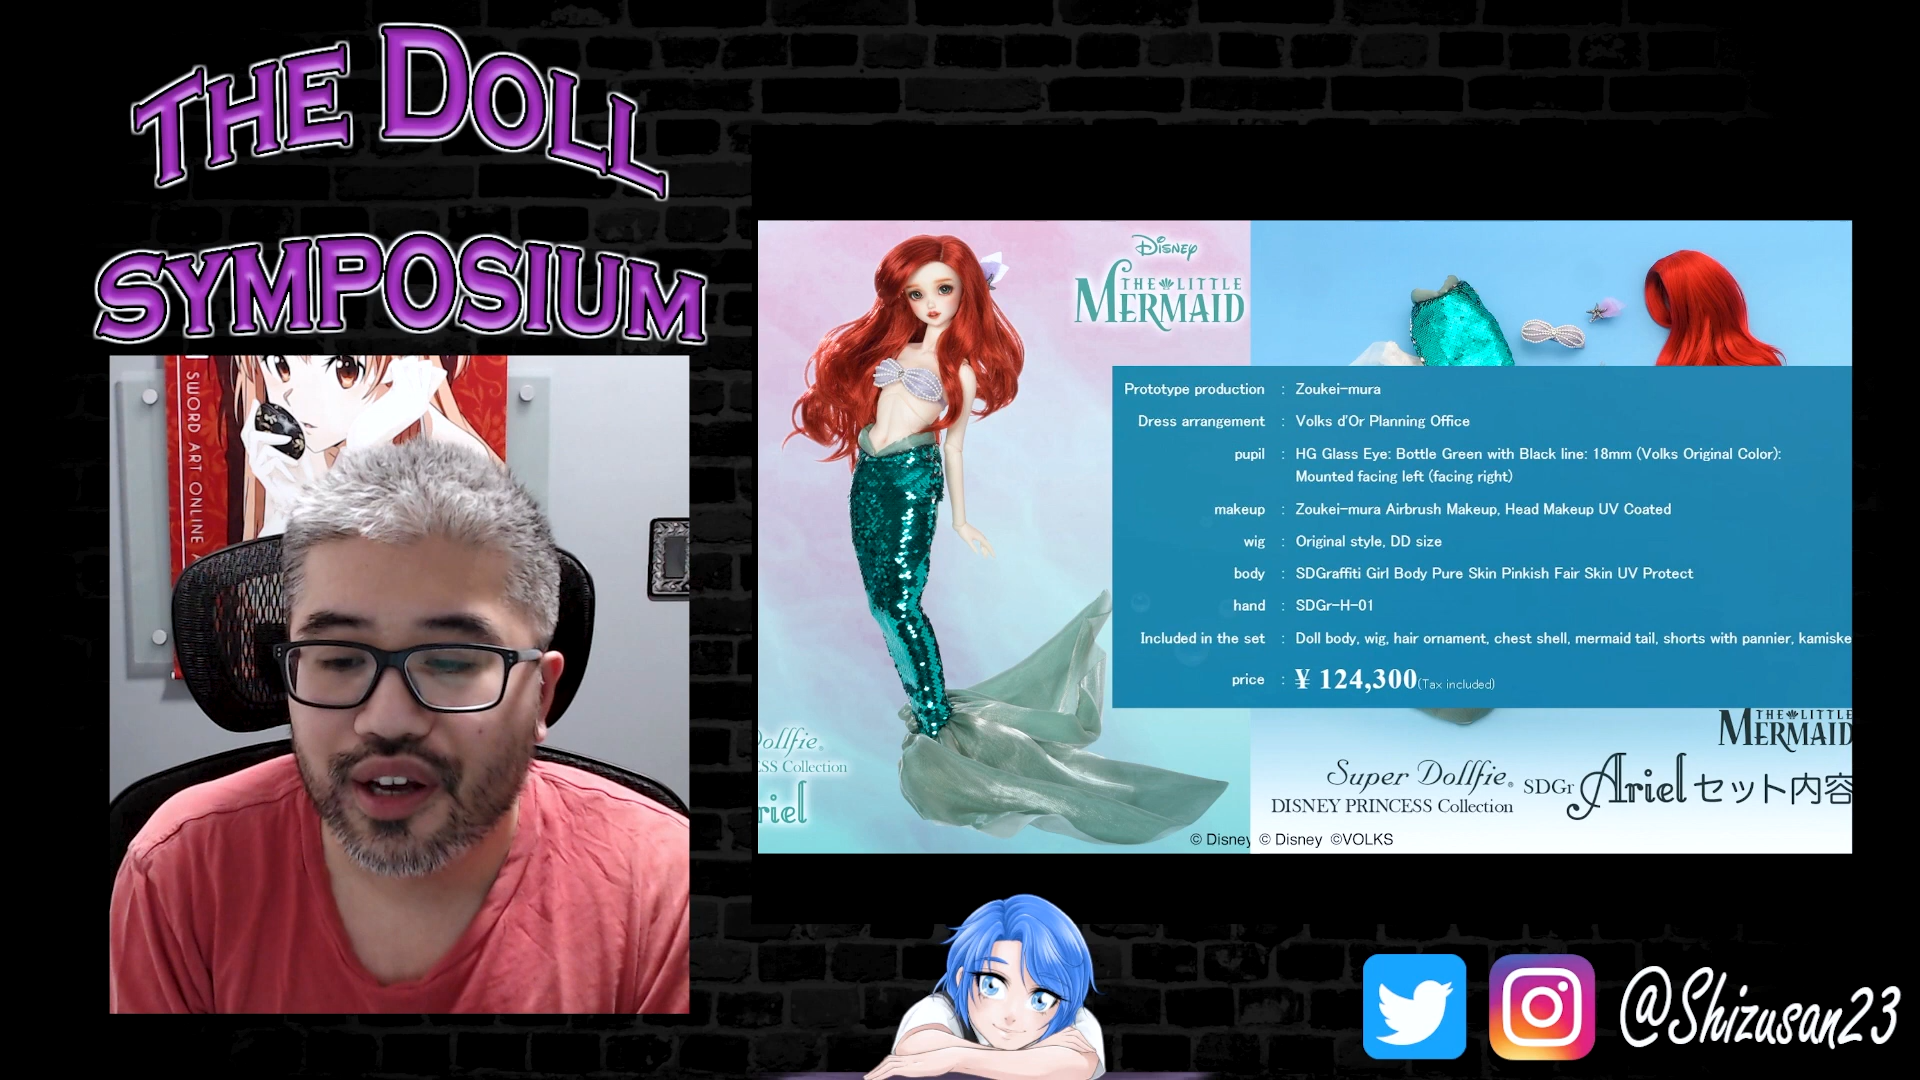 THE DOLL
SYMPOSIUM
SWORD ART ONLINE
Disney
THE LITTLE
MERMAID
Prototype production : Zoukei-mura
Dress arrangement : Volks d'Or Planning Office
pupil : HG Glass Eye: Bottle Green with Black line: 18mm (Volks Original Color):
Mounted facing left (facing right)
makeup : Zoukei-mura Airbrush Makeup, Head Makeup UV Coated
wig : Original style, DD size
body : SDGraffiti Girl Body Pure Skin Pinkish Fair Skin UV Protect
hand : SDGr-H-01
Included in the set : Doll body, wig, hair ornament, chest shell, mermaid tail, shorts with pannier, kamiske
price : ¥ 124,300 (Tax included)
Dollfie®
ESS Collection
riel
© Disney
THE LITTLE
MERMAID
Super Dollfie® SDGr Ariel セット内容
DISNEY PRINCESS Collection
© Disney ©VOLKS
@Shizusan23